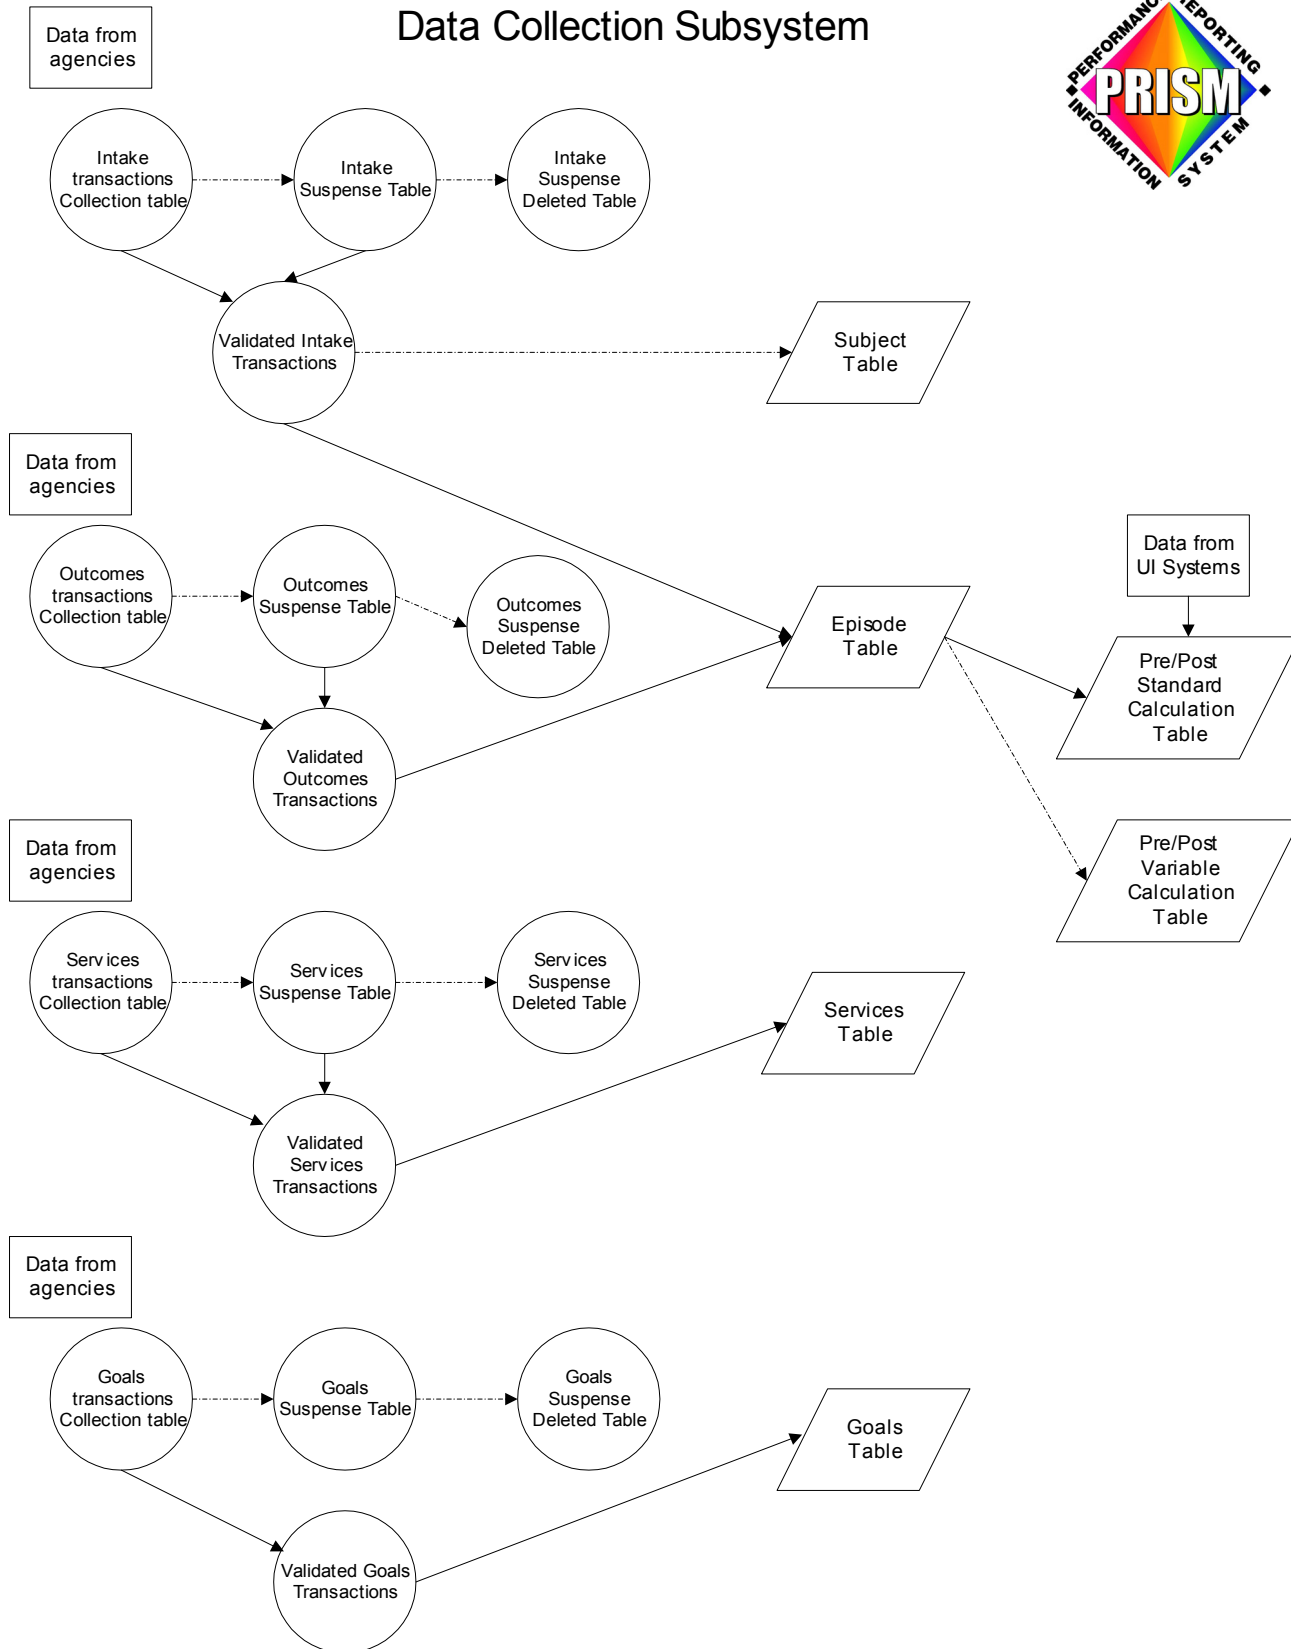 Data Collection Subsystem
PERFORMANCE REPORTING
INFORMATION SYSTEM
PRISM
Data from
agencies
Intake
transactions
Collection table
Intake
Suspense Table
Intake
Suspense
Deleted Table
Validated Intake
Transactions
Subject
Table
Data from
agencies
Outcomes
transactions
Collection table
Outcomes
Suspense Table
Outcomes
Suspense
Deleted Table
Validated
Outcomes
Transactions
Episode
Table
Data from
UI Systems
Pre/Post
Standard
Calculation
Table
Pre/Post
Variable
Calculation
Table
Data from
agencies
Services
transactions
Collection table
Services
Suspense Table
Services
Suspense
Deleted Table
Validated
Services
Transactions
Services
Table
Data from
agencies
Goals
transactions
Collection table
Goals
Suspense Table
Goals
Suspense
Deleted Table
Validated Goals
Transactions
Goals
Table